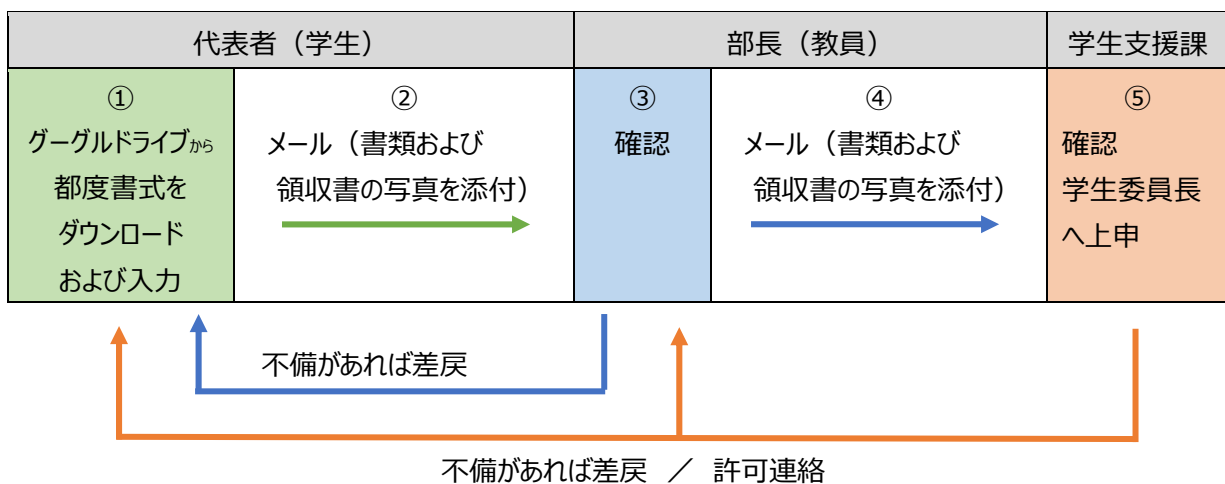 代表者（学生）
部長（教員）
学生支援課
①
グーグルドライブから
都度書式を
ダウンロード
および入力
②
メール（書類および
領収書の写真を添付）
③
確認
④
メール（書類および
領収書の写真を添付）
⑤
確認
学生委員長
へ上申
不備があれば差戻
不備があれば差戻　／　許可連絡